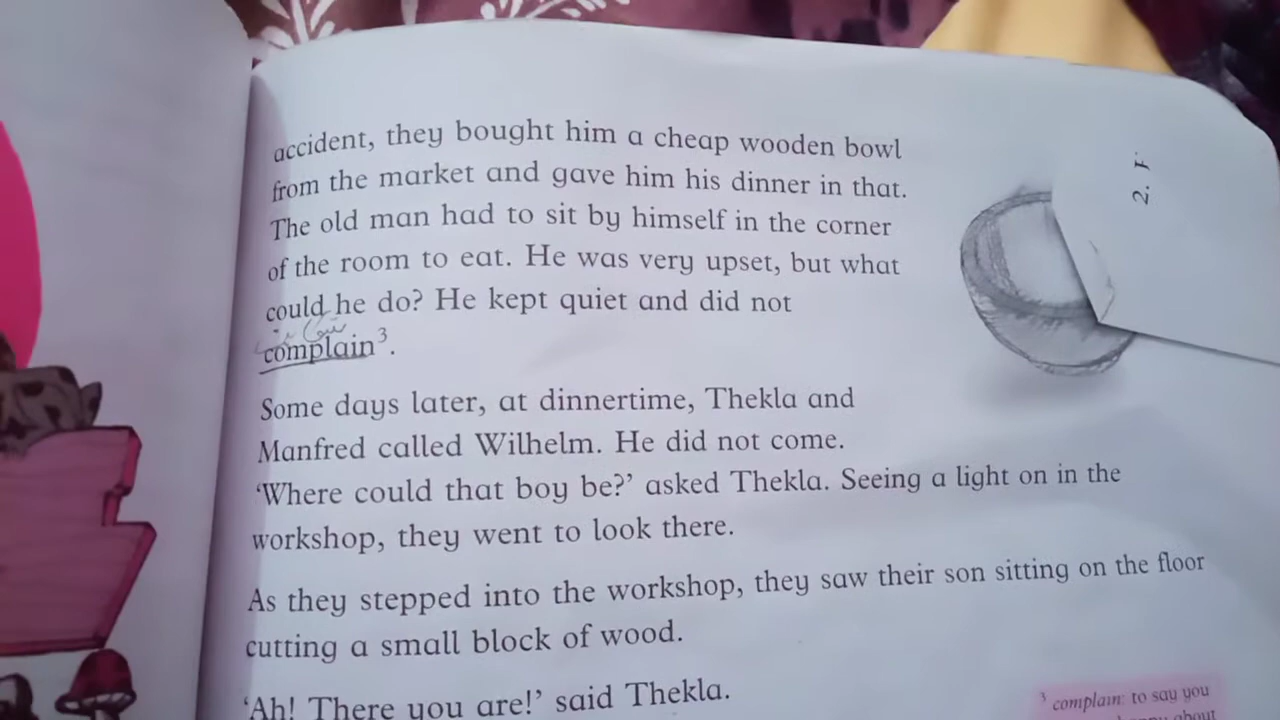 accident, they bought him a cheap wooden bowl
from the market and gave him his dinner in that.
The old man had to sit by himself in the corner
of the room to eat. He was very upset, but what
could he do? He kept quiet and did not
complain³.
Some days later, at dinnertime, Thekla and
Manfred called Wilhelm. He did not come.
‘Where could that boy be?’ asked Thekla. Seeing a light on in the
workshop, they went to look there.
As they stepped into the workshop, they saw their son sitting on the floor
cutting a small block of wood.
‘Ah! There you are!’ said Thekla.
³ complain: to say you
about
2.